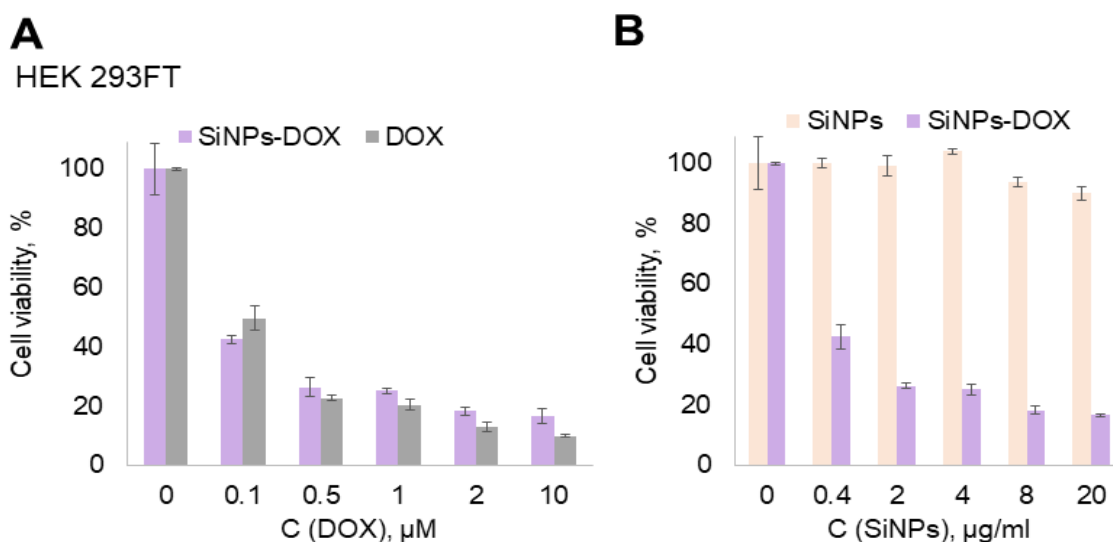 A
HEK 293FT
SiNPs-DOX DOX
Cell viability, %
100
80
60
40
20
0
0 0.1 0.5 1 2 10
C (DOX), µM
B
SiNPs SiNPs-DOX
Cell viability, %
100
80
60
40
20
0
0 0.4 2 4 8 20
C (SiNPs), µg/ml